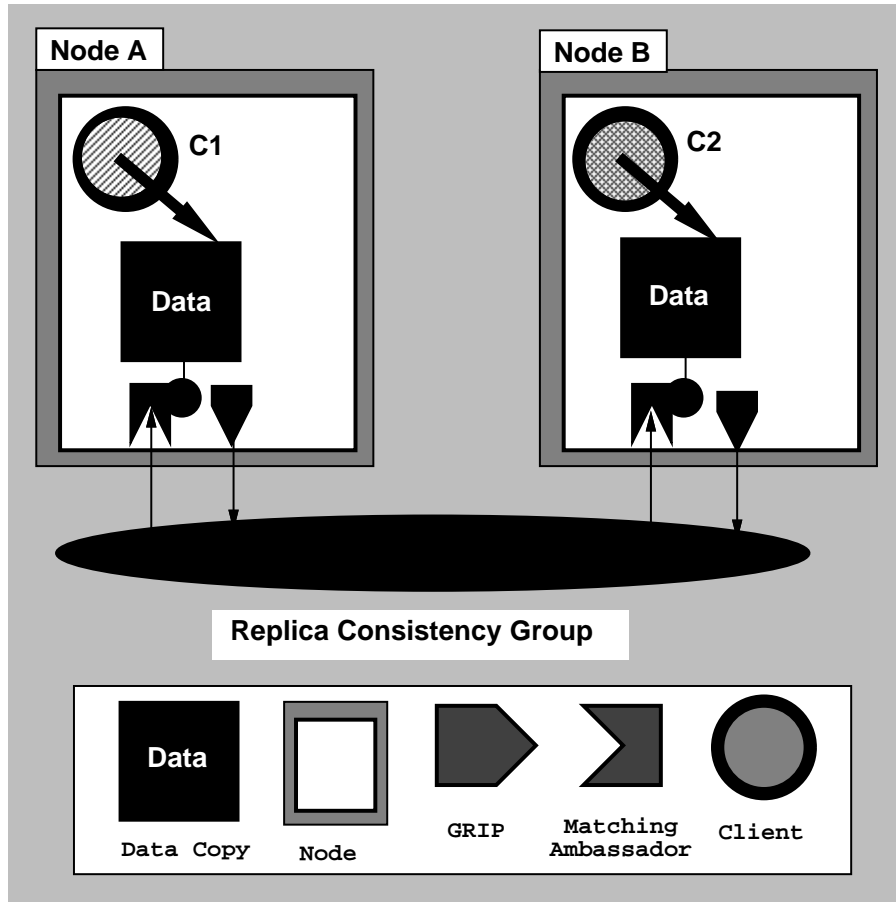 Node A
Node B
C1
C2
Data
Data
Replica Consistency Group
Data
Data Copy
Node
GRIP
Matching
Ambassador
Client